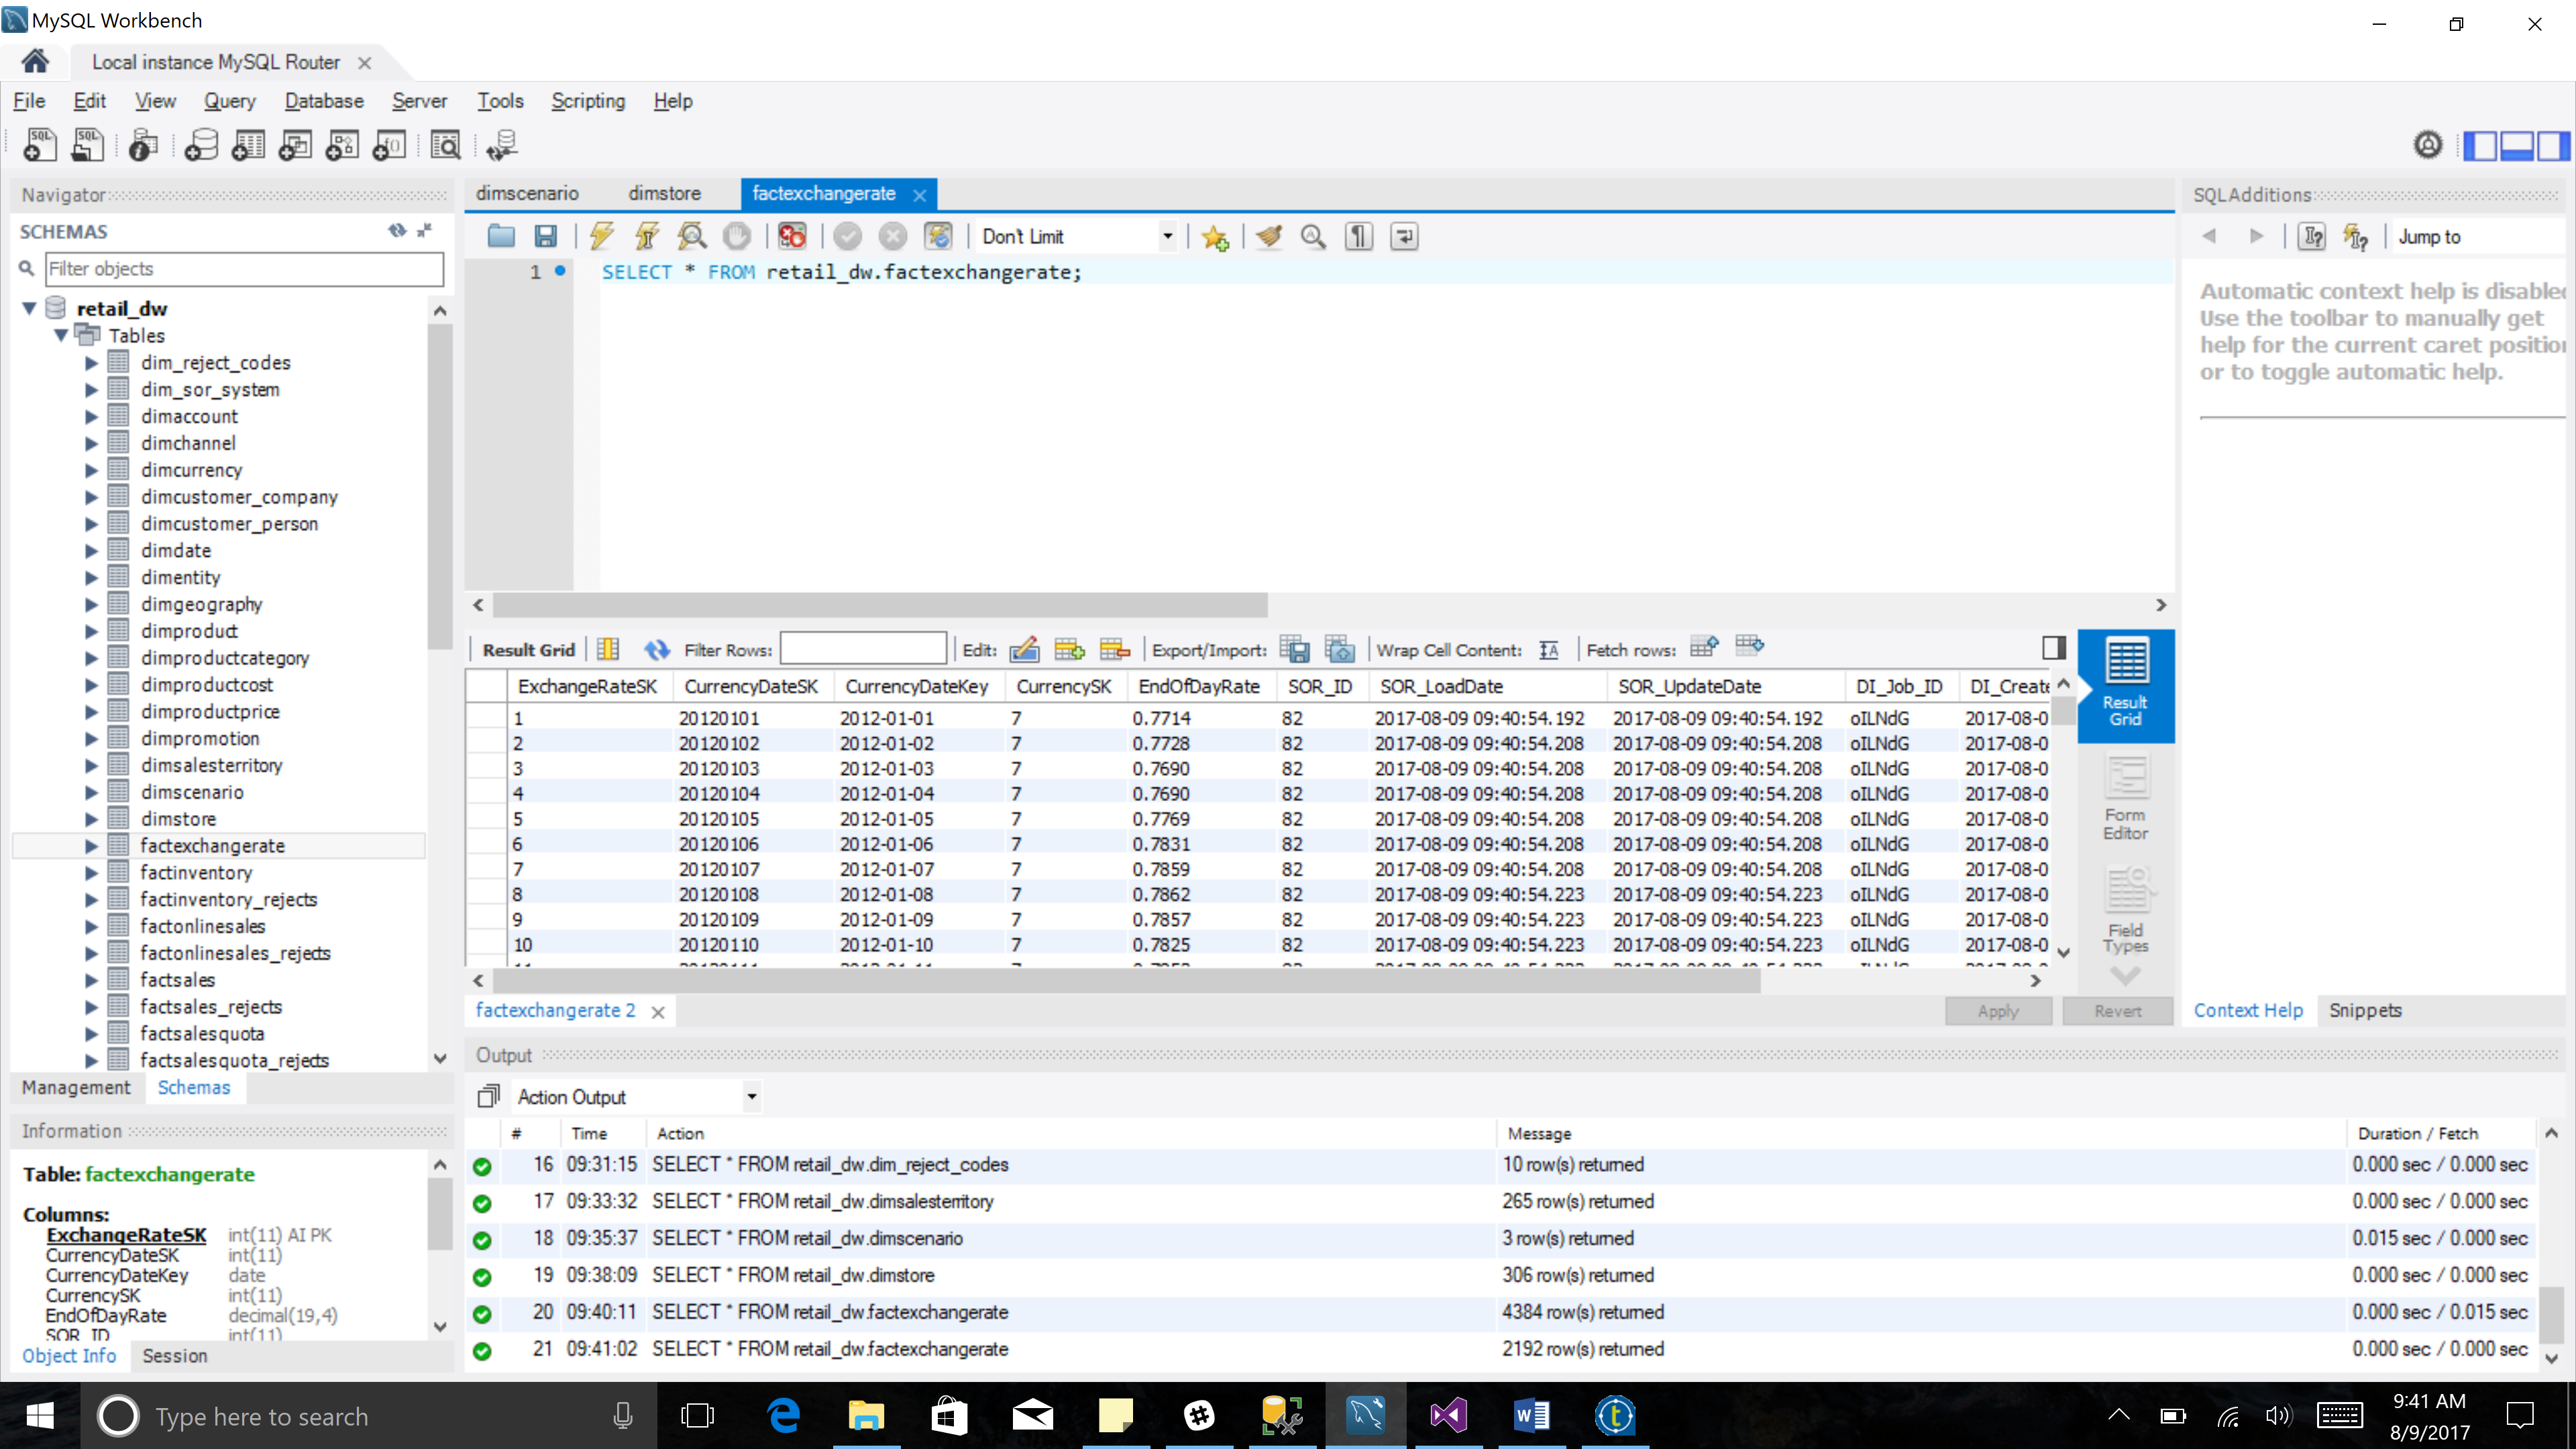 MySQL Workbench
Local instance MySQL Router
File Edit View Query Database Server Tools Scripting Help
Navigator
SCHEMAS
Filter objects
retail_dw
Tables
dim_reject_codes
dim_sor_system
dimaccount
dimchannel
dimcurrency
dimcustomer_company
dimcustomer_person
dimdate
dimentity
dimgeography
dimproduct
dimproductcategory
dimproductcost
dimproductprice
dimpromotion
dimsalesterritory
dimscenario
dimstore
factexchangerate
factinventory
factinventory_rejects
factonlinesales
factonlinesales_rejects
factsales
factsales_rejects
factsalesquota
factsalesquota_rejects
Management Schemas
Information
Table: factexchangerate
Columns:
ExchangeRateSK int(11) AI PK
CurrencyDateSK int(11)
CurrencyDateKey date
CurrencySK int(11)
EndOfDayRate decimal(19,4)
SOR_ID int(11)
Object Info Session
dimscenario dimstore factexchangerate
Don't Limit
1 SELECT * FROM retail_dw.factexchangerate;
Result Grid Filter Rows: Edit: Export/Import: Wrap Cell Content: Fetch rows:
ExchangeRateSK CurrencyDateSK CurrencyDateKey CurrencySK EndOfDayRate SOR_ID SOR_LoadDate SOR_UpdateDate DI_Job_ID DI_Create
1 20120101 2012-01-01 7 0.7714 82 2017-08-09 09:40:54.192 2017-08-09 09:40:54.192 oILNdG 2017-08-0
2 20120102 2012-01-02 7 0.7728 82 2017-08-09 09:40:54.208 2017-08-09 09:40:54.208 oILNdG 2017-08-0
3 20120103 2012-01-03 7 0.7690 82 2017-08-09 09:40:54.208 2017-08-09 09:40:54.208 oILNdG 2017-08-0
4 20120104 2012-01-04 7 0.7690 82 2017-08-09 09:40:54.208 2017-08-09 09:40:54.208 oILNdG 2017-08-0
5 20120105 2012-01-05 7 0.7769 82 2017-08-09 09:40:54.208 2017-08-09 09:40:54.208 oILNdG 2017-08-0
6 20120106 2012-01-06 7 0.7831 82 2017-08-09 09:40:54.208 2017-08-09 09:40:54.208 oILNdG 2017-08-0
7 20120107 2012-01-07 7 0.7859 82 2017-08-09 09:40:54.208 2017-08-09 09:40:54.208 oILNdG 2017-08-0
8 20120108 2012-01-08 7 0.7862 82 2017-08-09 09:40:54.223 2017-08-09 09:40:54.223 oILNdG 2017-08-0
9 20120109 2012-01-09 7 0.7857 82 2017-08-09 09:40:54.223 2017-08-09 09:40:54.223 oILNdG 2017-08-0
10 20120110 2012-01-10 7 0.7825 82 2017-08-09 09:40:54.223 2017-08-09 09:40:54.223 oILNdG 2017-08-0
Result
Grid
Form
Editor
Field
Types
factexchangerate 2
Apply Revert
SQLAdditions
Jump to
Automatic context help is disabled
Use the toolbar to manually get
help for the current caret position
or to toggle automatic help.
Context Help Snippets
Output
Action Output
# Time Action Message Duration / Fetch
16 09:31:15 SELECT * FROM retail_dw.dim_reject_codes 10 row(s) returned 0.000 sec / 0.000 sec
17 09:33:32 SELECT * FROM retail_dw.dimsalesterritory 265 row(s) returned 0.000 sec / 0.000 sec
18 09:35:37 SELECT * FROM retail_dw.dimscenario 3 row(s) returned 0.015 sec / 0.000 sec
19 09:38:09 SELECT * FROM retail_dw.dimstore 306 row(s) returned 0.000 sec / 0.000 sec
20 09:40:11 SELECT * FROM retail_dw.factexchangerate 4384 row(s) returned 0.000 sec / 0.015 sec
21 09:41:02 SELECT * FROM retail_dw.factexchangerate 2192 row(s) returned 0.000 sec / 0.000 sec
Type here to search
9:41 AM
8/9/2017